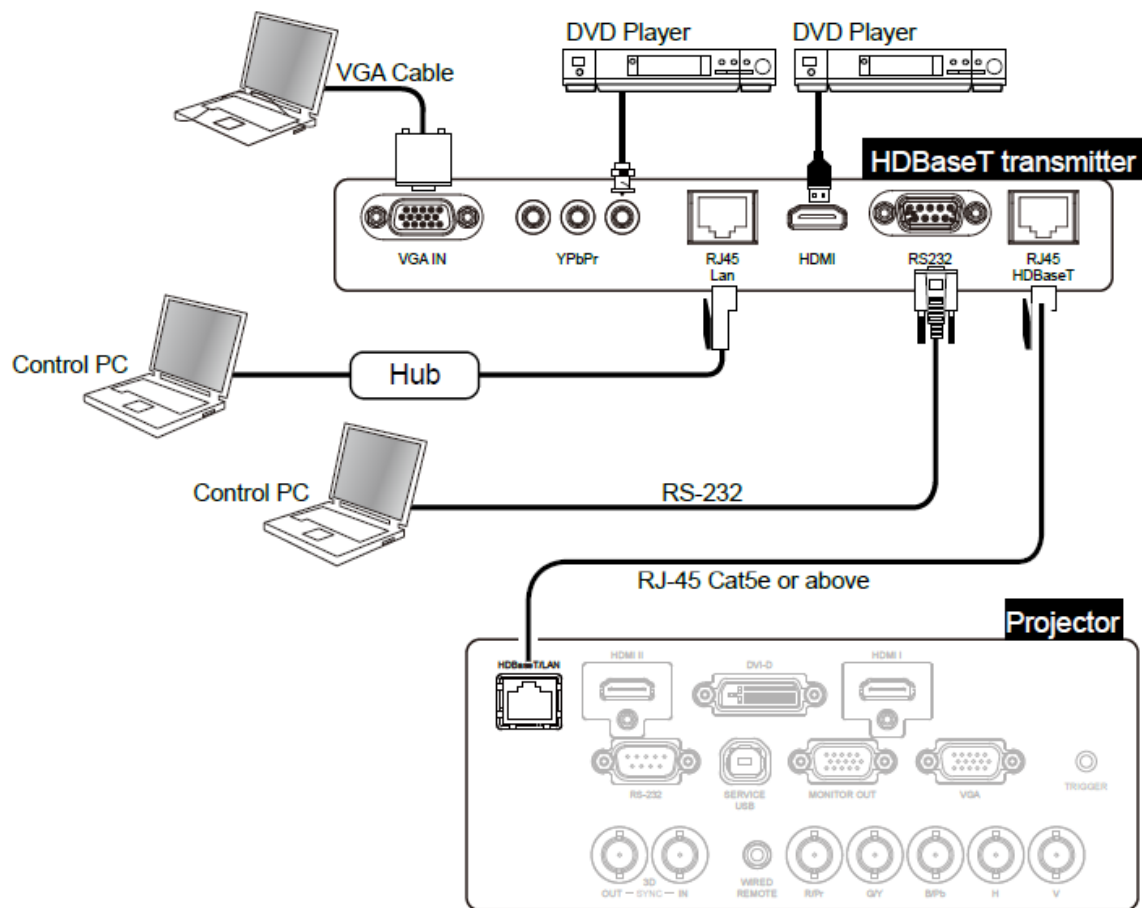 DVD Player
DVD Player
VGA Cable
HDBaseT transmitter
VGA IN
YPbPr
RJ45
Lan
HDMI
RS232
RJ45
HDBaseT
Control PC
Hub
Control PC
RS-232
RJ-45 Cat5e or above
Projector
HDBaseT/LAN
HDMI II
DVI-D
HDMI I
RS-232
SERVICE
USB
MONITOR OUT
VGA
TRIGGER
3D
OUT — SYNC — IN
WIRED
REMOTE
R/Pr
G/Y
B/Pb
H
V